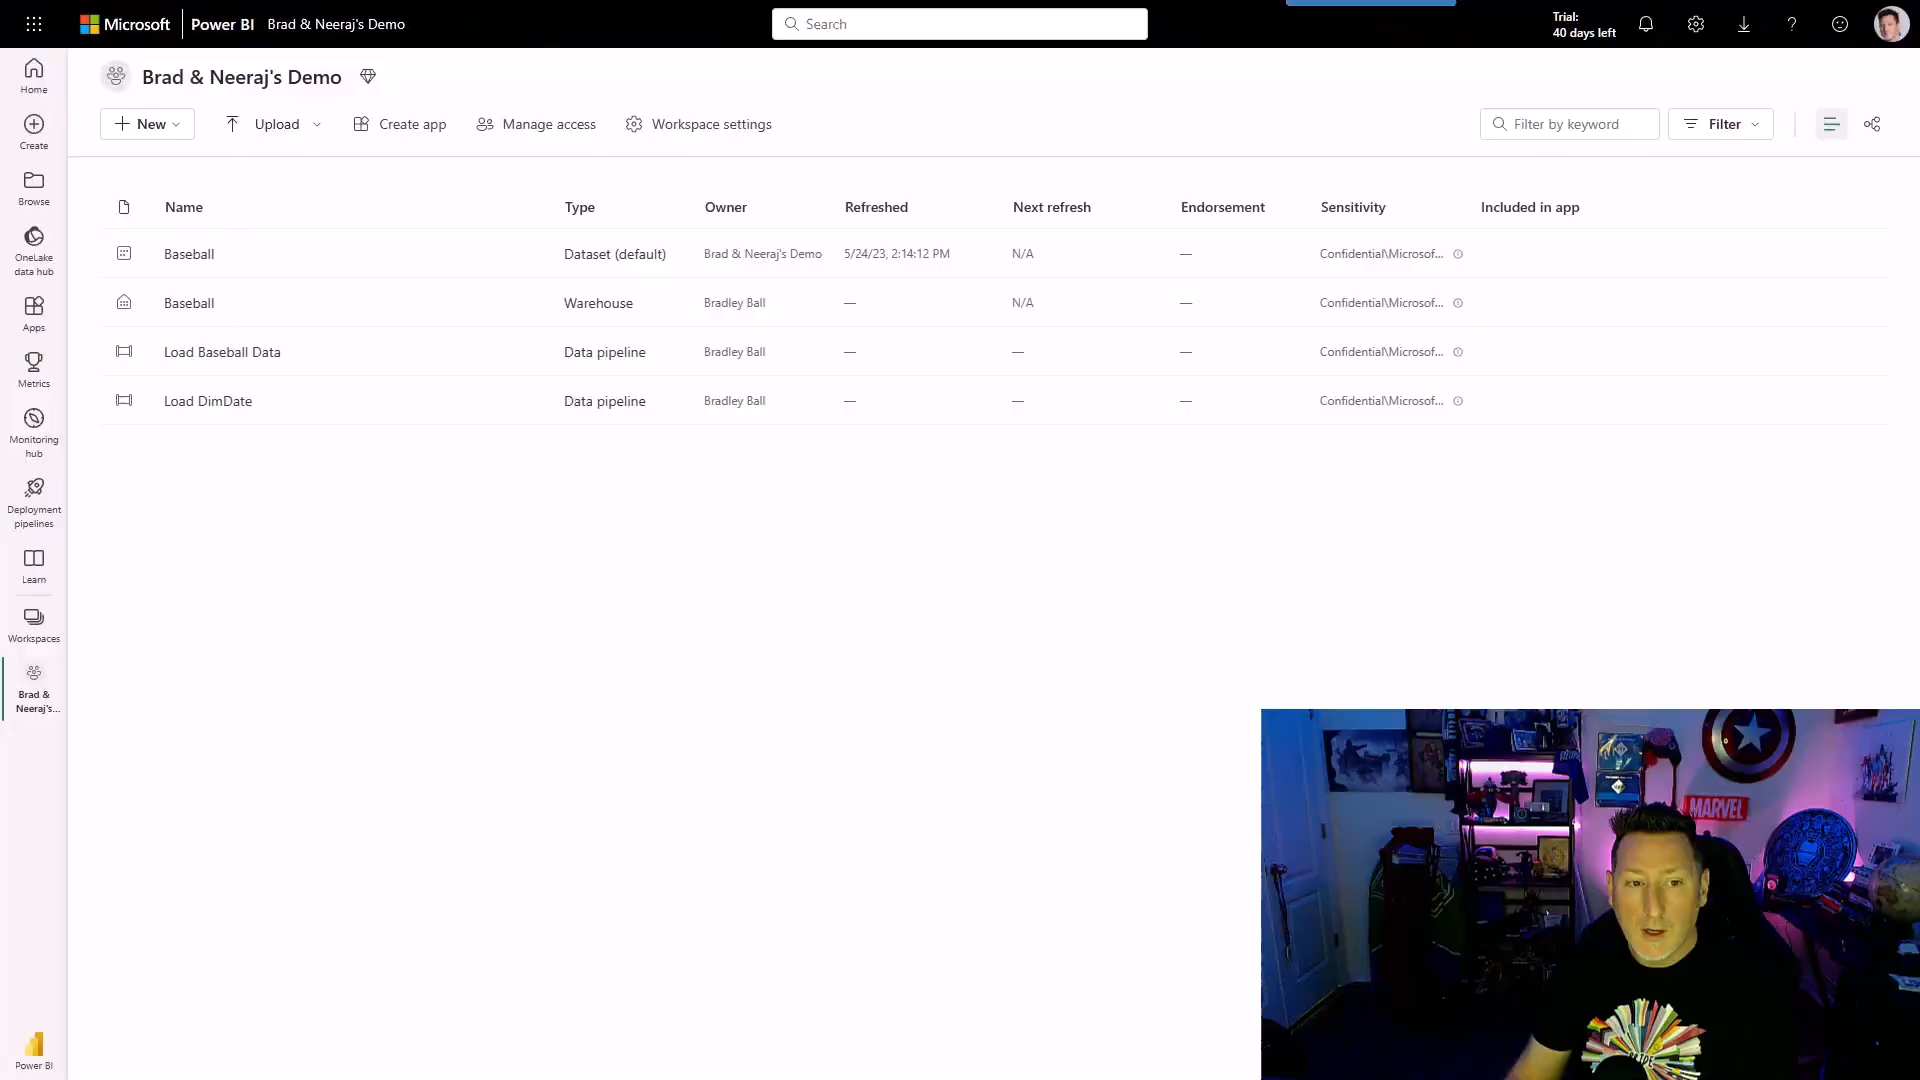 Microsoft Power BI Brad & Neeraj's Demo
Search
Trial:
40 days left
Home
Create
Browse
OneLake
data hub
Apps
Metrics
Monitoring
hub
Deployment
pipelines
Learn
Workspaces
Brad &
Neeraj's...
Power BI
Brad & Neeraj's Demo
New Upload Create app Manage access Workspace settings
Filter by keyword Filter
Name Type Owner Refreshed Next refresh Endorsement Sensitivity Included in app
Baseball Dataset (default) Brad & Neeraj's Demo 5/24/23, 2:14:12 PM N/A — Confidential\Microsof...
Baseball Warehouse Bradley Ball — N/A — Confidential\Microsof...
Load Baseball Data Data pipeline Bradley Ball — — — Confidential\Microsof...
Load DimDate Data pipeline Bradley Ball — — — Confidential\Microsof...
MARVEL